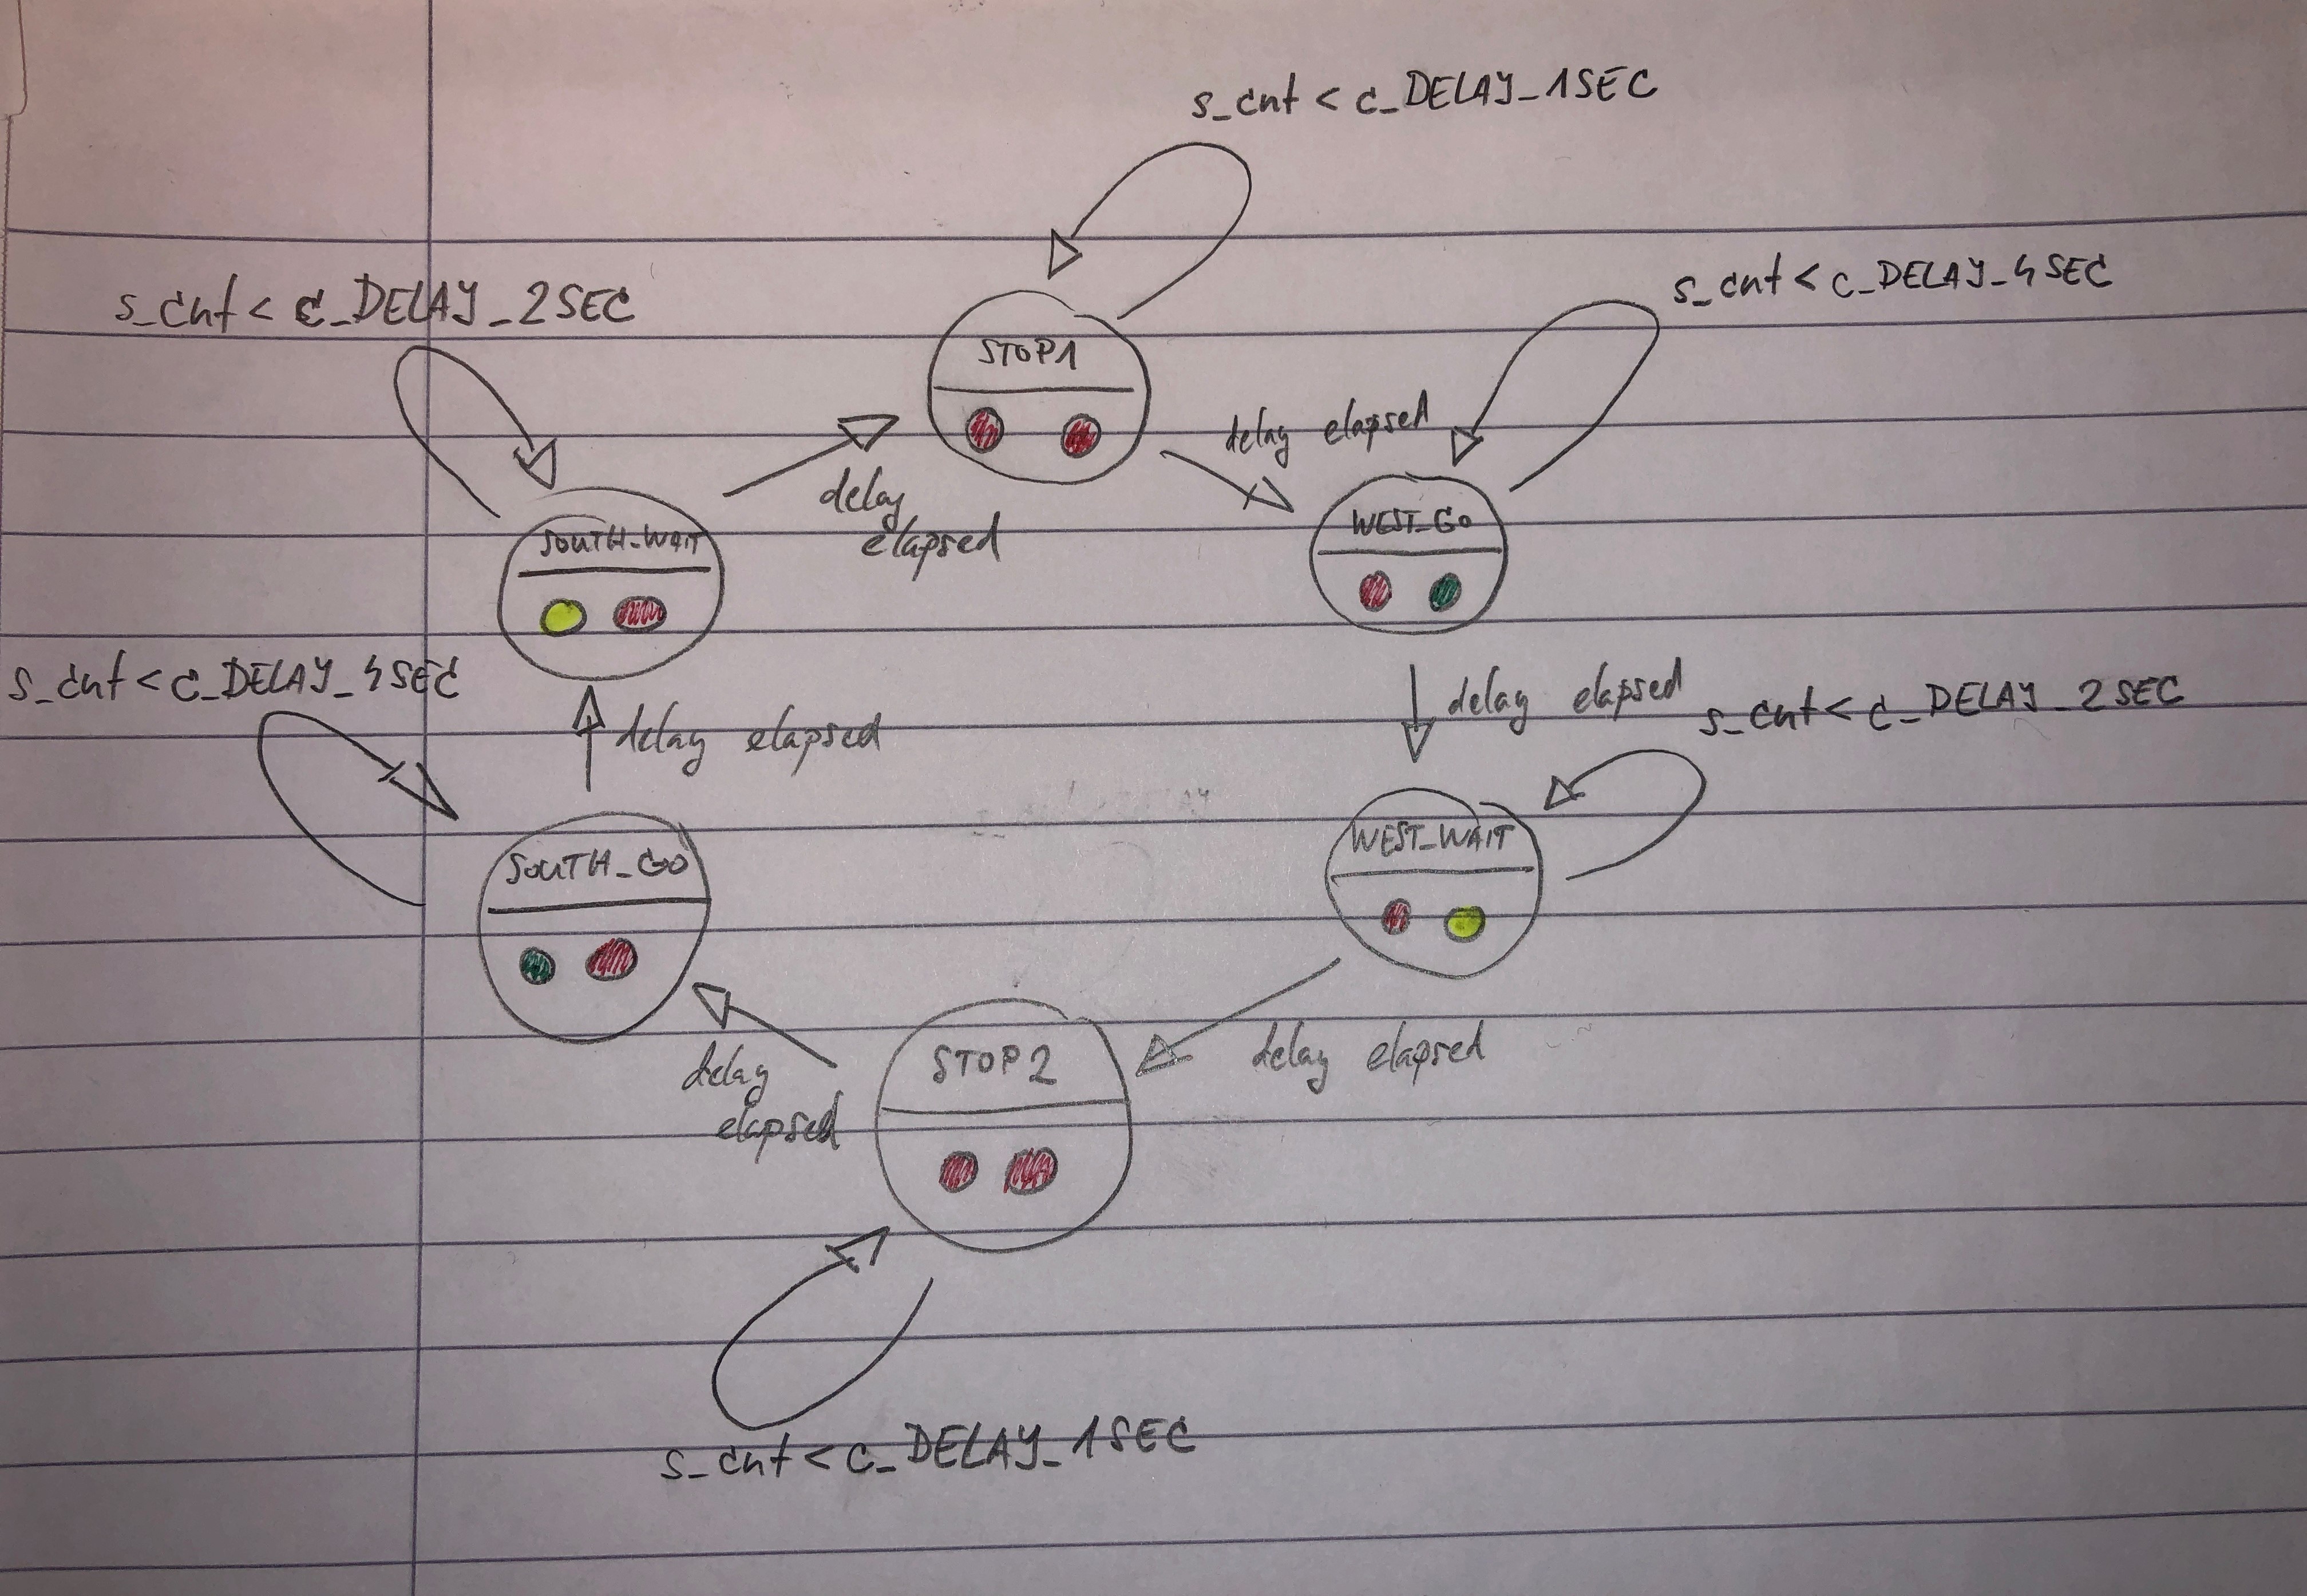 s_cnt < c_DELAY_1SEC
s_cnt < c_DELAY_4SEC
s_cnt < c_DELAY_2SEC
STOP1
delay elapsed
delay
elapsed
WEST_GO
SOUTH_WAIT
s_cnt < c_DELAY_4SEC
delay elapsed
delay elapsed
s_cnt < c_DELAY_2SEC
WEST_WAIT
SOUTH_GO
delay elapsed
STOP2
delay
elapsed
s_cnt < c_DELAY_1SEC